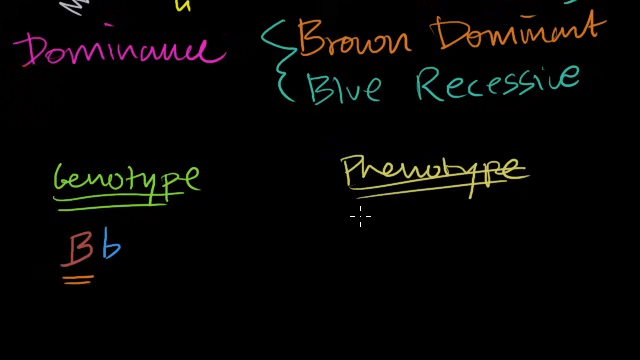 Dominance
Brown Dominant
Blue Recessive
Genotype
Phenotype
Bb